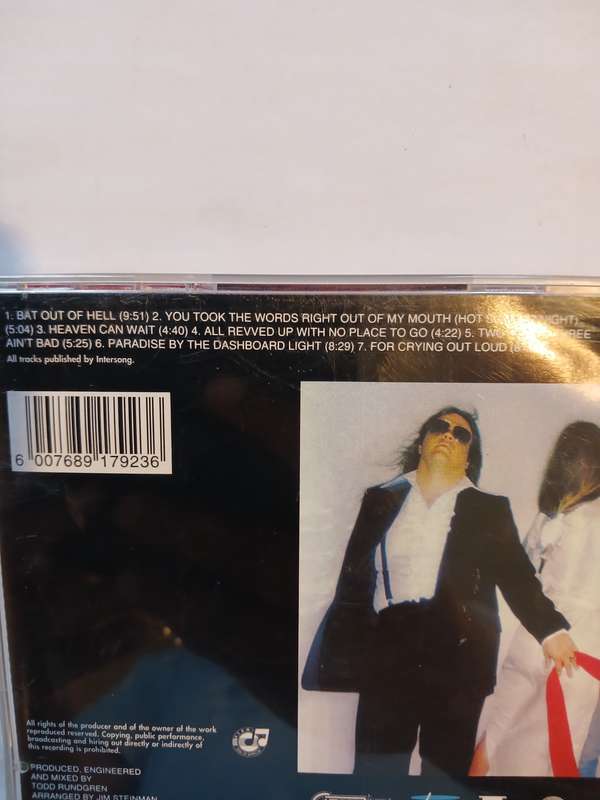 1. BAT OUT OF HELL (9:51) 2. YOU TOOK THE WORDS RIGHT OUT OF MY MOUTH (HOT NIGHT)
(5:04) 3. HEAVEN CAN WAIT (4:40) 4. ALL REVVED UP WITH NO PLACE TO GO (4:22) 5. TWO
AIN'T BAD (5:25) 6. PARADISE BY THE DASHBOARD LIGHT (8:29) 7. FOR CRYING OUT LOUD
All tracks published by Intersong.
6 007689 179236
All rights of the producer and of the owner of the work
reproduced reserved. Copying, public performance,
broadcasting and hiring out directly or indirectly of
this recording is prohibited.
PRODUCED, ENGINEERED
AND MIXED BY
TODD RUNDGREN
ARRANGED BY JIM STEINMAN